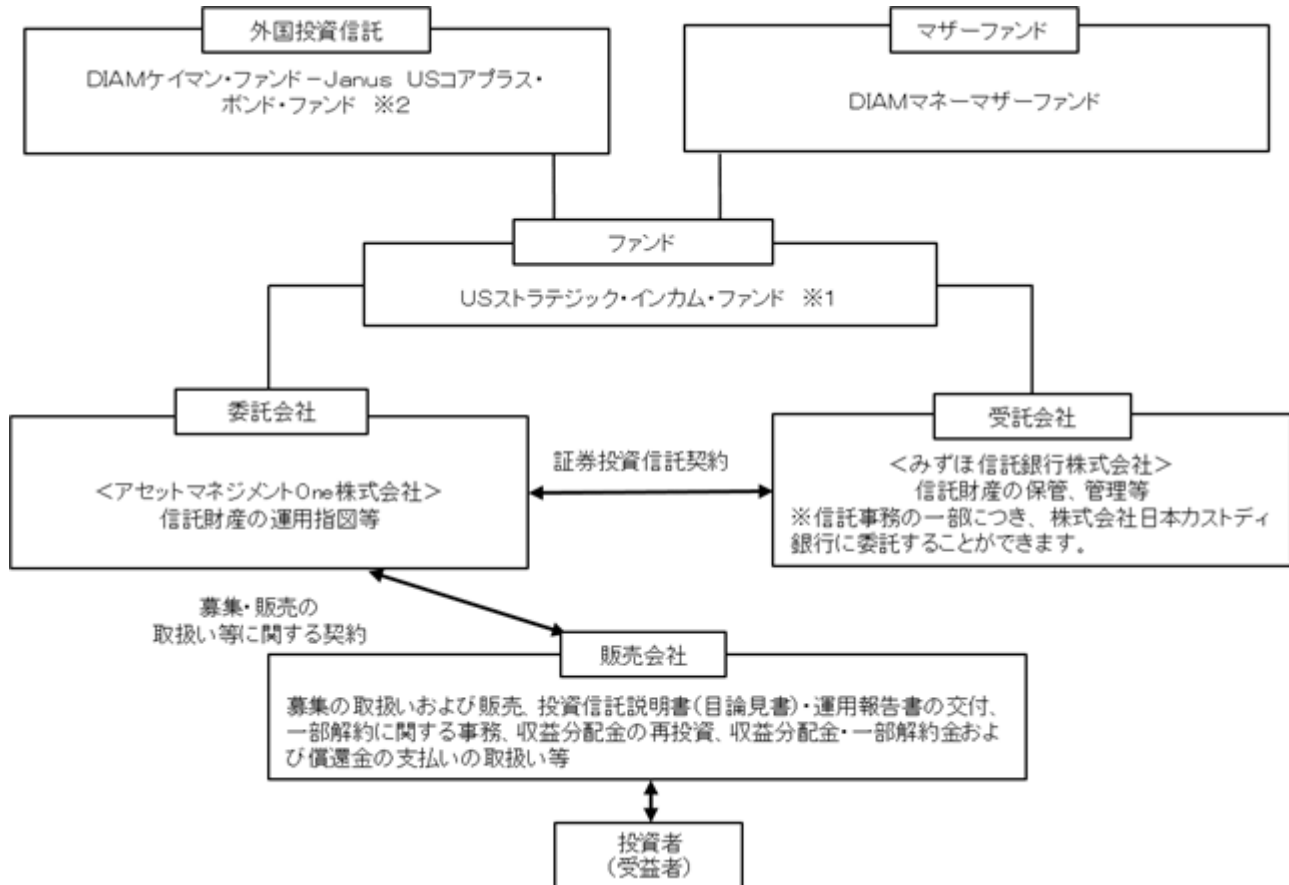 外国投資信託
DIAMケイマン・ファンド－Janus USコアプラス・
ボンド・ファンド ※2
マザーファンド
DIAMマネーマザーファンド
ファンド
USストラテジック・インカム・ファンド ※1
委託会社
＜アセットマネジメントOne株式会社＞
信託財産の運用指図等
証券投資信託契約
受託会社
＜みずほ信託銀行株式会社＞
信託財産の保管、管理等
※信託事務の一部につき、株式会社日本カストディ
銀行に委託することができます。
募集・販売の
取扱い等に関する契約
販売会社
募集の取扱いおよび販売、投資信託説明書(目論見書)・運用報告書の交付、
一部解約に関する事務、収益分配金の再投資、収益分配金・一部解約金およ
び償還金の支払いの取扱い等
投資者
(受益者)